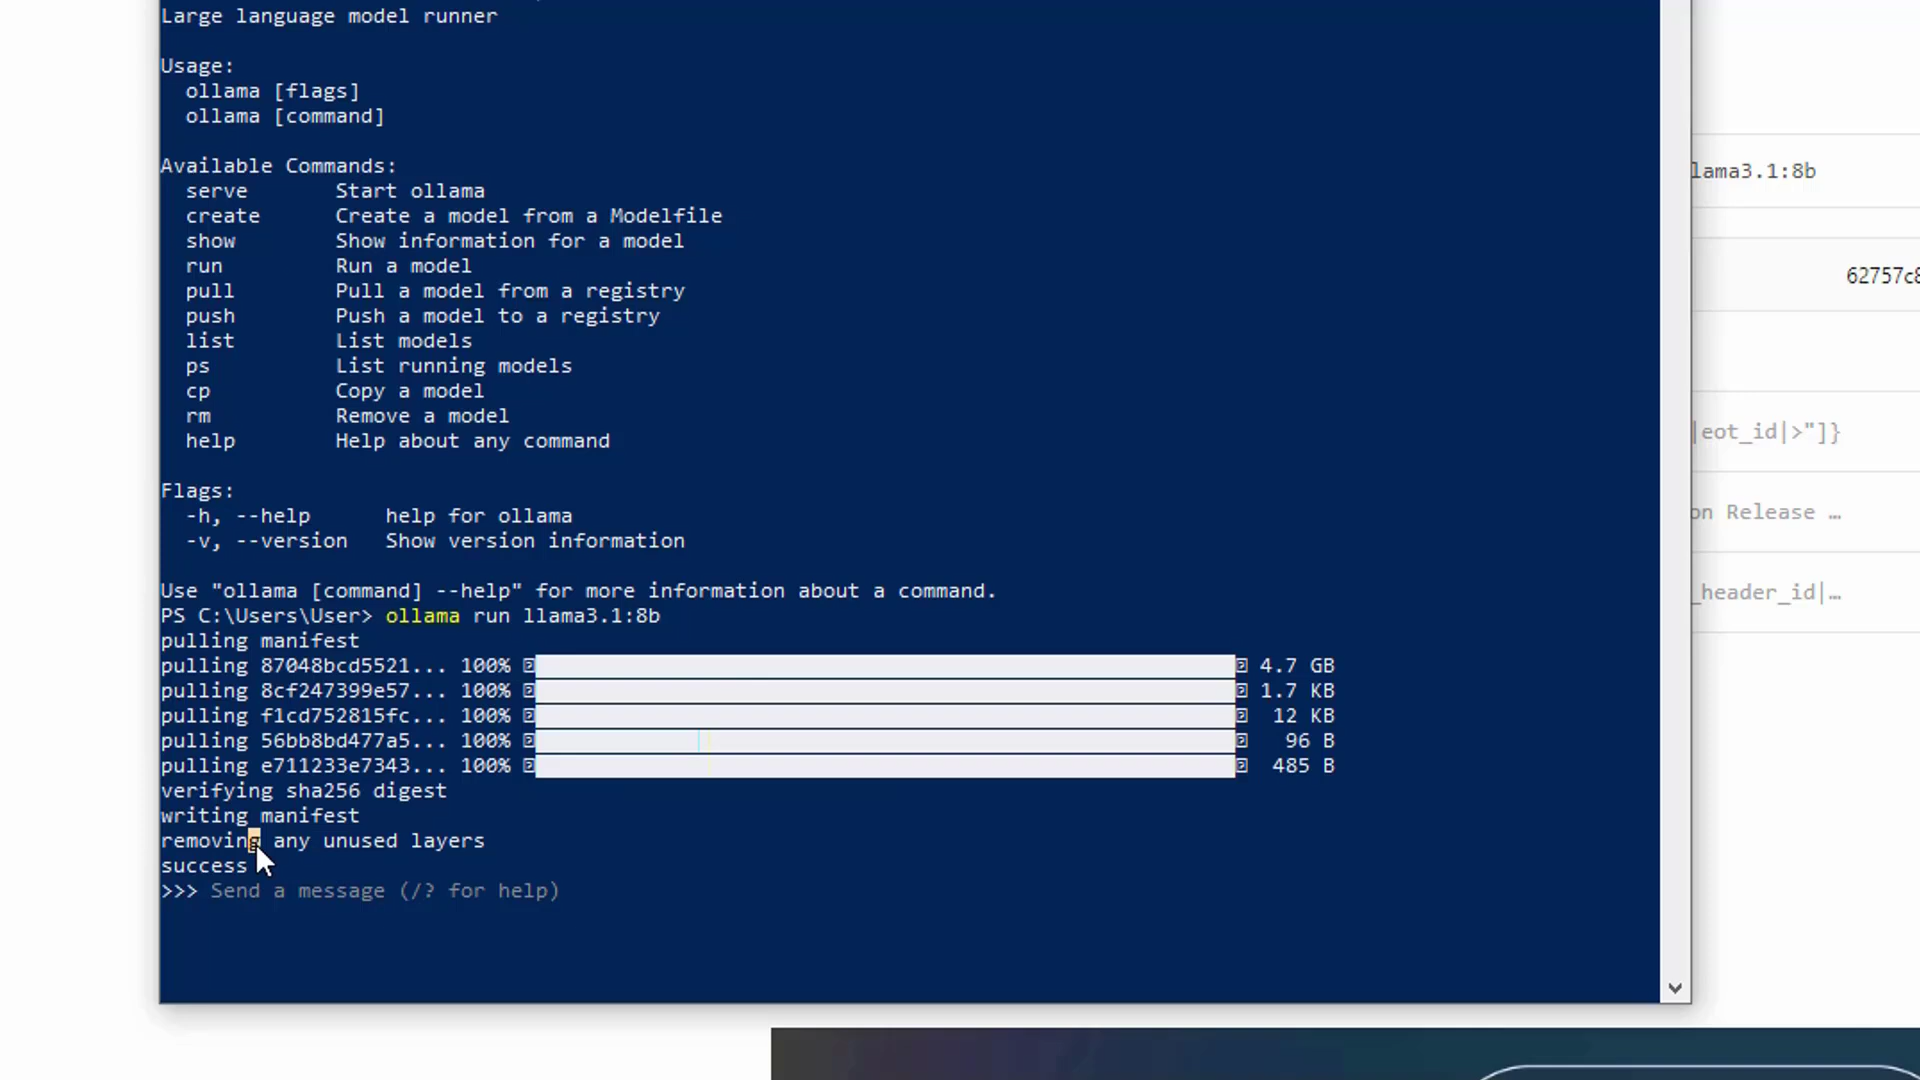 Large language model runner
Usage:
ollama [flags]
ollama [command]
Available Commands:
serve Start ollama
create Create a model from a Modelfile
show Show information for a model
run Run a model
pull Pull a model from a registry
push Push a model to a registry
list List models
ps List running models
cp Copy a model
rm Remove a model
help Help about any command
Flags:
-h, --help help for ollama
-v, --version Show version information
Use "ollama [command] --help" for more information about a command.
PS C:\Users\User> ollama run llama3.1:8b
pulling manifest
pulling 87048bcd5521... 100% 4.7 GB
pulling 8cf247399e57... 100% 1.7 KB
pulling f1cd752815fc... 100% 12 KB
pulling 56bb8bd477a5... 100% 96 B
pulling e711233e7343... 100% 485 B
verifying sha256 digest
writing manifest
removing any unused layers
success
>>> Send a message (/? for help)
lama3.1:8b
62757c8
|eot_id|>"]}
on Release …
_header_id|…